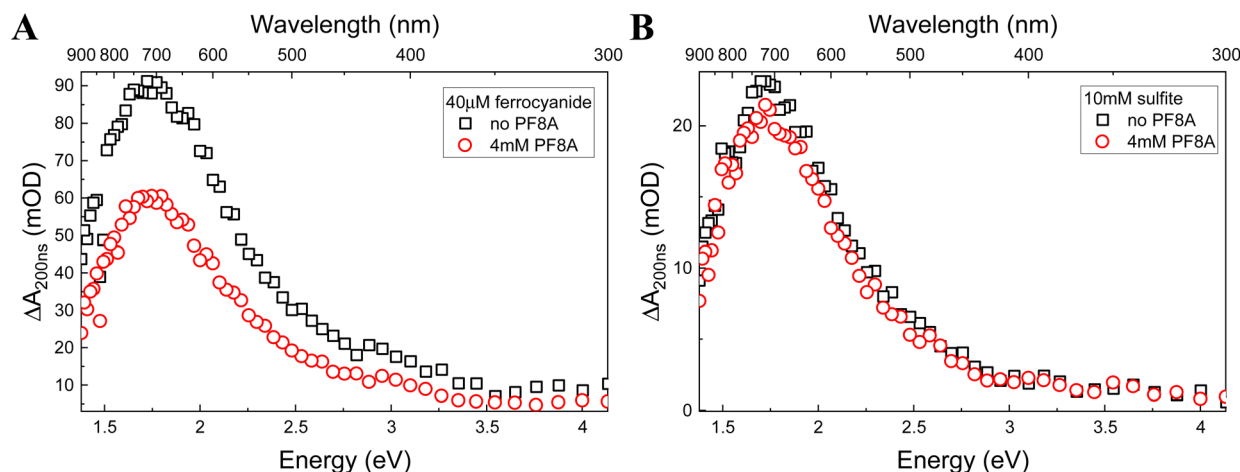 A
Wavelength (nm)
900 800 700 600 500 400 300
90
80
70
60
50
40
30
20
10
ΔA200ns (mOD)
40μM ferrocyanide
no PF8A
4mM PF8A
1.5 2 2.5 3 3.5 4
Energy (eV)
B
Wavelength (nm)
900 800 700 600 500 400 300
20
10
0
ΔA200ns (mOD)
10mM sulfite
no PF8A
4mM PF8A
1.5 2 2.5 3 3.5 4
Energy (eV)